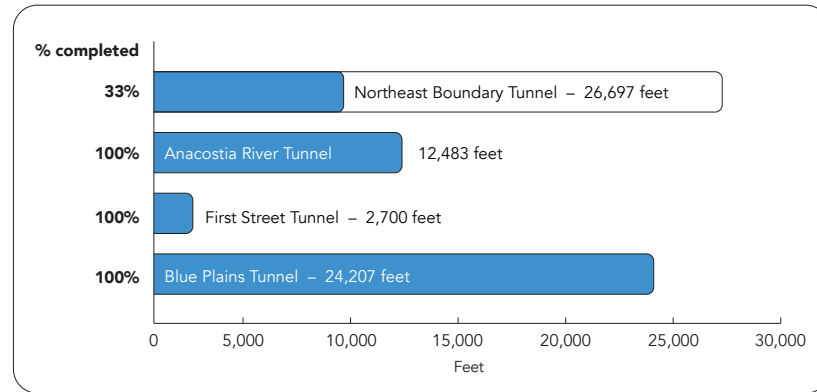 % completed
33% Northeast Boundary Tunnel – 26,697 feet
100% Anacostia River Tunnel 12,483 feet
100% First Street Tunnel – 2,700 feet
100% Blue Plains Tunnel – 24,207 feet
0 5,000 10,000 15,000 20,000 25,000 30,000
Feet